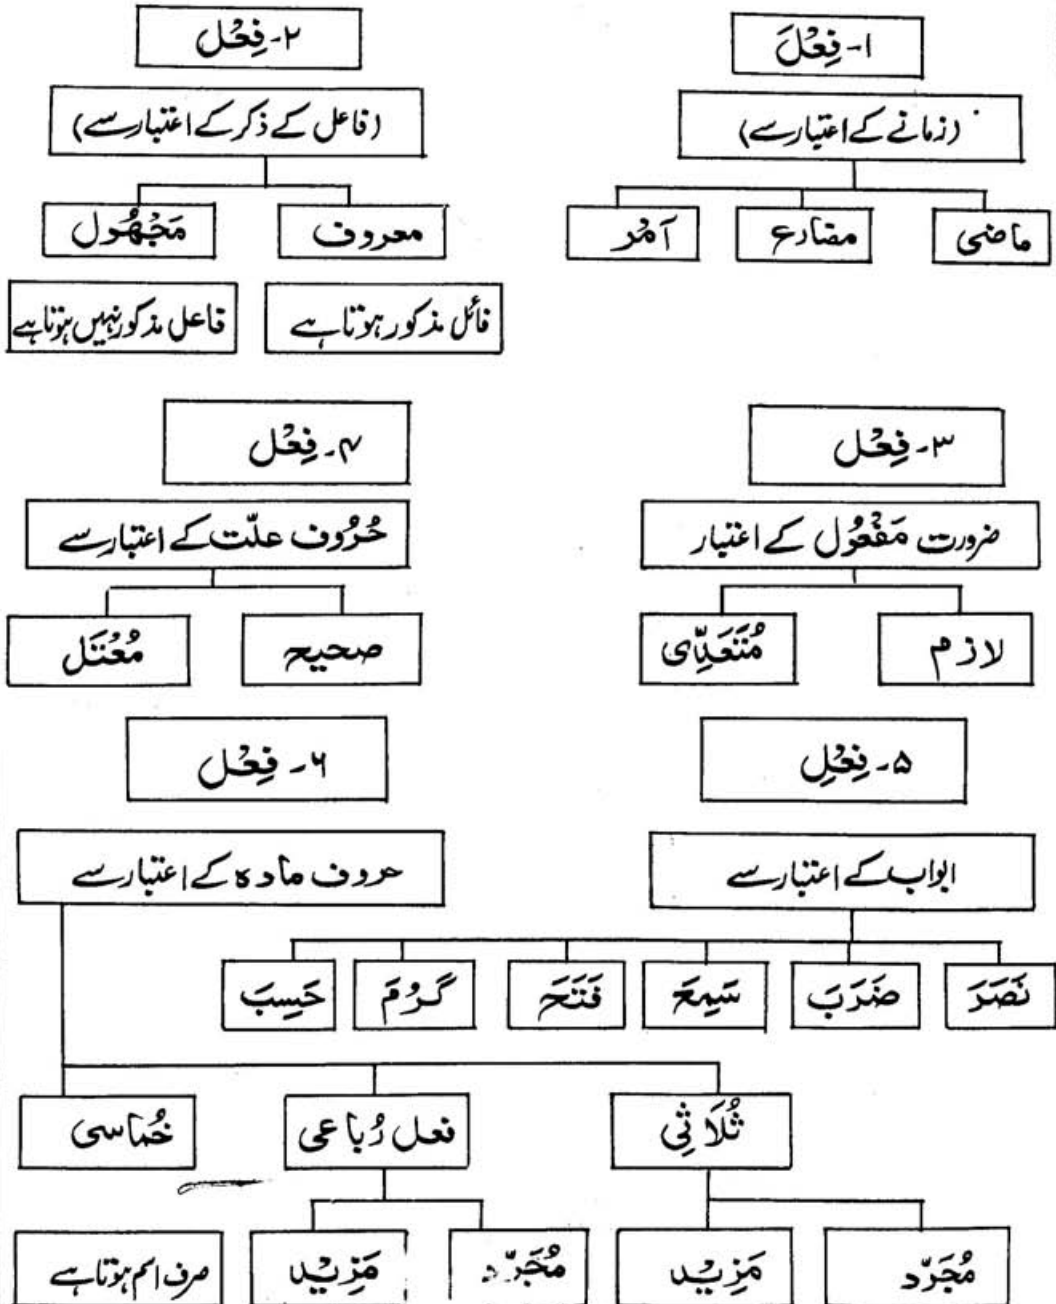 ۱- فِعْلَ
(زمانے کے اعتبار سے)
ماضی
مضارع
آمْر
۲- فِعْل
(فاعل کے ذکر کے اعتبار سے)
معروف
مَجْهُول
فائل مذکور ہوتا ہے
فاعل مذکور نہیں ہوتا ہے
۳- فِعْل
ضرورت مَفْعُول کے اعتبار
لازم
مُتَعَدِّی
۴- فِعْل
حُرُوف علّت کے اعتبار سے
صحیح
مُعْتَل
۵- فِعْلِ
ابواب کے اعتبار سے
نَصَرَ
ضَرَبَ
سَمِعَ
فَتَحَ
گَرُمَ
حَسِبَ
۶- فِعْل
حروف مادہ کے اعتبار سے
ثُلَاثِی
فعل رُباعی
خُماسی
مُجَرَّد
مَزِید
مُجَرَّد
مَزِید
صرف اسم ہوتا ہے